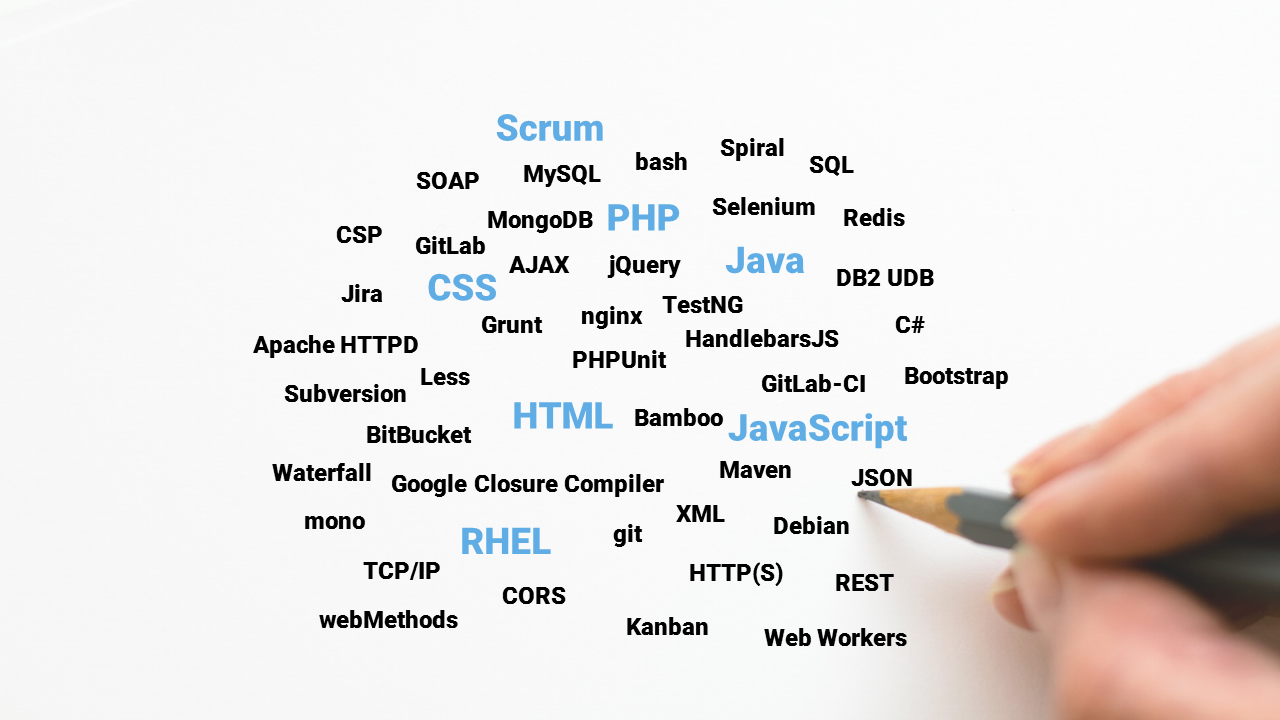 Scrum
Spiral
bash
SQL
MySQL
SOAP
Selenium
PHP
Redis
MongoDB
CSP
GitLab
Java
AJAX
jQuery
DB2 UDB
CSS
Jira
TestNG
nginx
Grunt
C#
HandlebarsJS
Apache HTTPD
PHPUnit
Less
GitLab-CI
Bootstrap
Subversion
HTML
Bamboo
JavaScript
BitBucket
Waterfall
Maven
JSON
Google Closure Compiler
mono
XML
Debian
RHEL
git
TCP/IP
HTTP(S)
REST
CORS
webMethods
Kanban
Web Workers